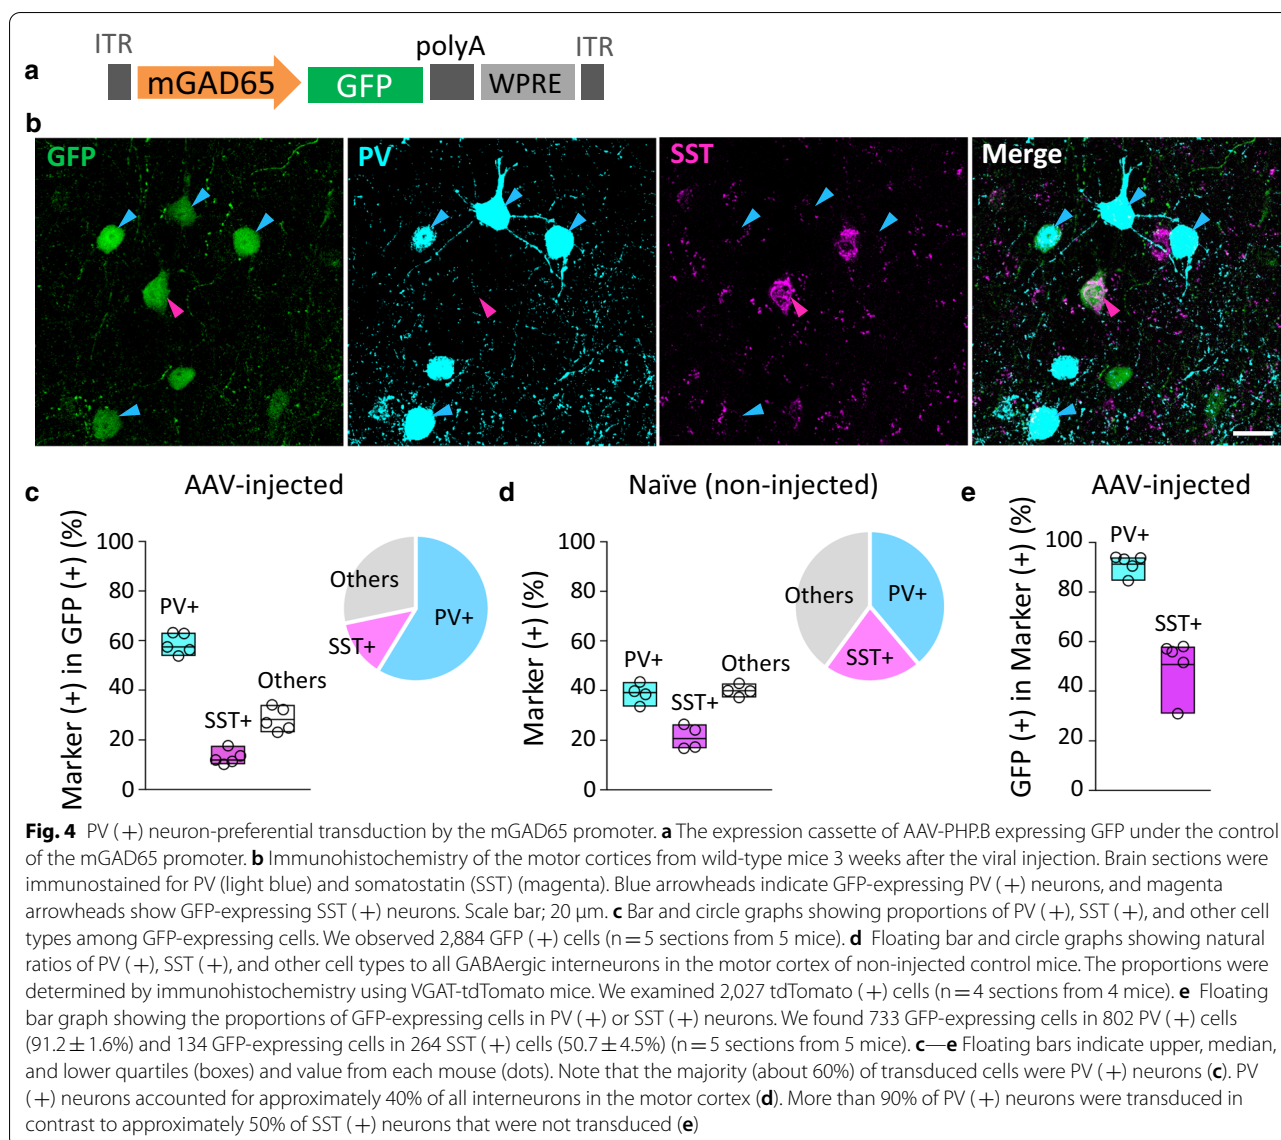 a
ITR
mGAD65
GFP
polyA
WPRE
ITR
b
GFP
PV
SST
Merge
c
AAV-injected
Marker (+) in GFP (+) (%)
100
80
60
40
20
0
PV+
SST+
Others
Others
PV+
SST+
d
Naïve (non-injected)
Marker (+) (%)
100
80
60
40
20
0
PV+
SST+
Others
Others
PV+
SST+
e
AAV-injected
GFP (+) in Marker (+) (%)
100
80
60
40
20
0
PV+
SST+
Fig. 4 PV (+) neuron-preferential transduction by the mGAD65 promoter. a The expression cassette of AAV-PHP.B expressing GFP under the control
of the mGAD65 promoter. b Immunohistochemistry of the motor cortices from wild-type mice 3 weeks after the viral injection. Brain sections were
immunostained for PV (light blue) and somatostatin (SST) (magenta). Blue arrowheads indicate GFP-expressing PV (+) neurons, and magenta
arrowheads show GFP-expressing SST (+) neurons. Scale bar; 20 μm. c Bar and circle graphs showing proportions of PV (+), SST (+), and other cell
types among GFP-expressing cells. We observed 2,884 GFP (+) cells (n = 5 sections from 5 mice). d Floating bar and circle graphs showing natural
ratios of PV (+), SST (+), and other cell types to all GABAergic interneurons in the motor cortex of non-injected control mice. The proportions were
determined by immunohistochemistry using VGAT-tdTomato mice. We examined 2,027 tdTomato (+) cells (n = 4 sections from 4 mice). e Floating
bar graph showing the proportions of GFP-expressing cells in PV (+) or SST (+) neurons. We found 733 GFP-expressing cells in 802 PV (+) cells
(91.2 ± 1.6%) and 134 GFP-expressing cells in 264 SST (+) cells (50.7 ± 4.5%) (n = 5 sections from 5 mice). c—e Floating bars indicate upper, median,
and lower quartiles (boxes) and value from each mouse (dots). Note that the majority (about 60%) of transduced cells were PV (+) neurons (c). PV
(+) neurons accounted for approximately 40% of all interneurons in the motor cortex (d). More than 90% of PV (+) neurons were transduced in
contrast to approximately 50% of SST (+) neurons that were not transduced (e)